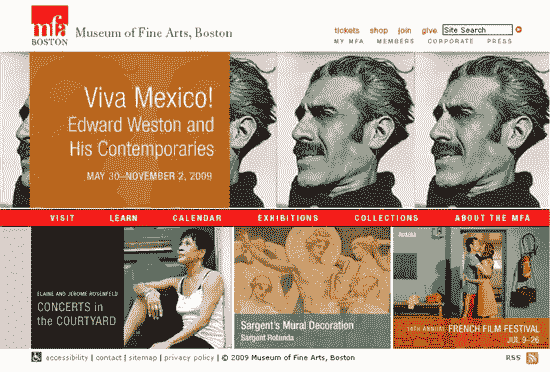 mfa
BOSTON
Museum of Fine Arts, Boston
tickets shop join give Site Search
MY MFA MEMBERS CORPORATE PRESS
Viva Mexico!
Edward Weston and
His Contemporaries
MAY 30–NOVEMBER 2, 2009
VISIT LEARN CALENDAR EXHIBITIONS COLLECTIONS ABOUT THE MFA
ELAINE AND JEROME ROSENFELD
CONCERTS in
the COURTYARD
Sargent's Mural Decoration
Sargent Rotunda
14TH ANNUAL FRENCH FILM FESTIVAL
JUL 9–26
accessibility | contact | sitemap | privacy policy | © 2009 Museum of Fine Arts, Boston
RSS